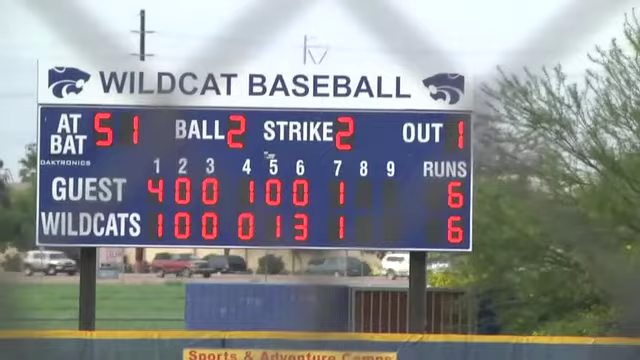 WILDCAT BASEBALL
AT BAT 51 BALL 2 STRIKE 2 OUT 1
DAKTRONICS
1 2 3 4 5 6 7 8 9 RUNS
GUEST 4 0 0 1 0 0 1 6
WILDCATS 1 0 0 0 1 3 1 6
Sports & Adventure Camps